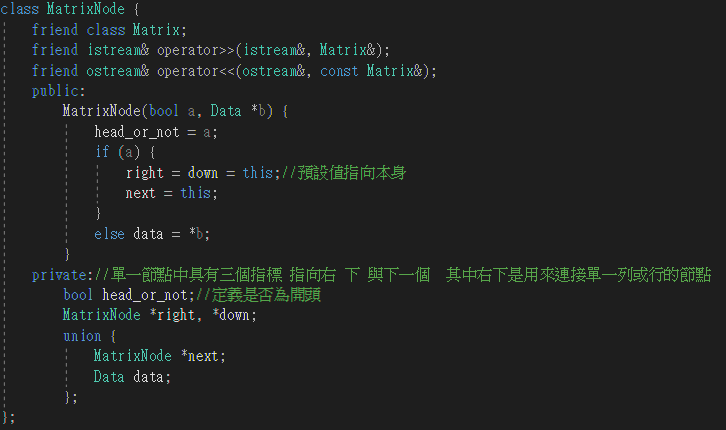 class MatrixNode {
    friend class Matrix;
    friend istream& operator>>(istream&, Matrix&);
    friend ostream& operator<<(ostream&, const Matrix&);
    public:
        MatrixNode(bool a, Data *b) {
            head_or_not = a;
            if (a) {
                right = down = this;//預設值指向本身
                next = this;
            }
            else data = *b;
        }
    private://單一節點中具有三個指標 指向右 下 與下一個  其中右下是用來連接單一列或行的節點
        bool head_or_not;//定義是否為開頭
        MatrixNode *right, *down;
        union {
            MatrixNode *next;
            Data data;
        };
};